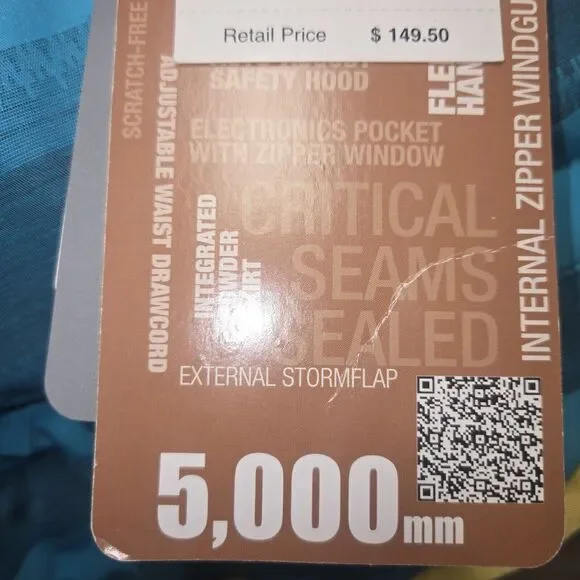 Retail Price $ 149.50
SAFETY HOOD
SCRATCH-FREE
ADJUSTABLE WAIST DRAWCORD
ELECTRONICS POCKET
WITH ZIPPER WINDOW
INTERNAL ZIPPER
INTEGRATED
CRITICAL
SEAMS
SEALED
EXTERNAL STORMFLAP
5,000mm